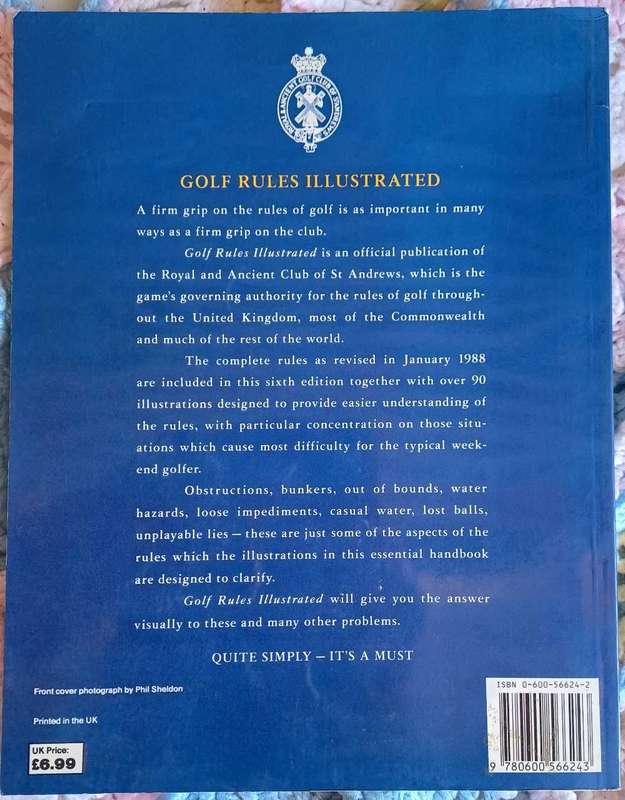 ROYAL & ANCIENT GOLF CLUB OF ST ANDREWS
GOLF RULES ILLUSTRATED
A firm grip on the rules of golf is as important in many
ways as a firm grip on the club.
Golf Rules Illustrated is an official publication of
the Royal and Ancient Club of St Andrews, which is the
game's governing authority for the rules of golf through-
out the United Kingdom, most of the Commonwealth
and much of the rest of the world.
The complete rules as revised in January 1988
are included in this sixth edition together with over 90
illustrations designed to provide easier understanding of
the rules, with particular concentration on those situ-
ations which cause most difficulty for the typical week-
end golfer.
Obstructions, bunkers, out of bounds, water
hazards, loose impediments, casual water, lost balls,
unplayable lies – these are just some of the aspects of the
rules which the illustrations in this essential handbook
are designed to clarify.
Golf Rules Illustrated will give you the answer
visually to these and many other problems.
QUITE SIMPLY – IT'S A MUST
Front cover photograph by Phil Sheldon
Printed in the UK
UK Price:
£6.99
ISBN 0-600-56624-2
9 780600 566243